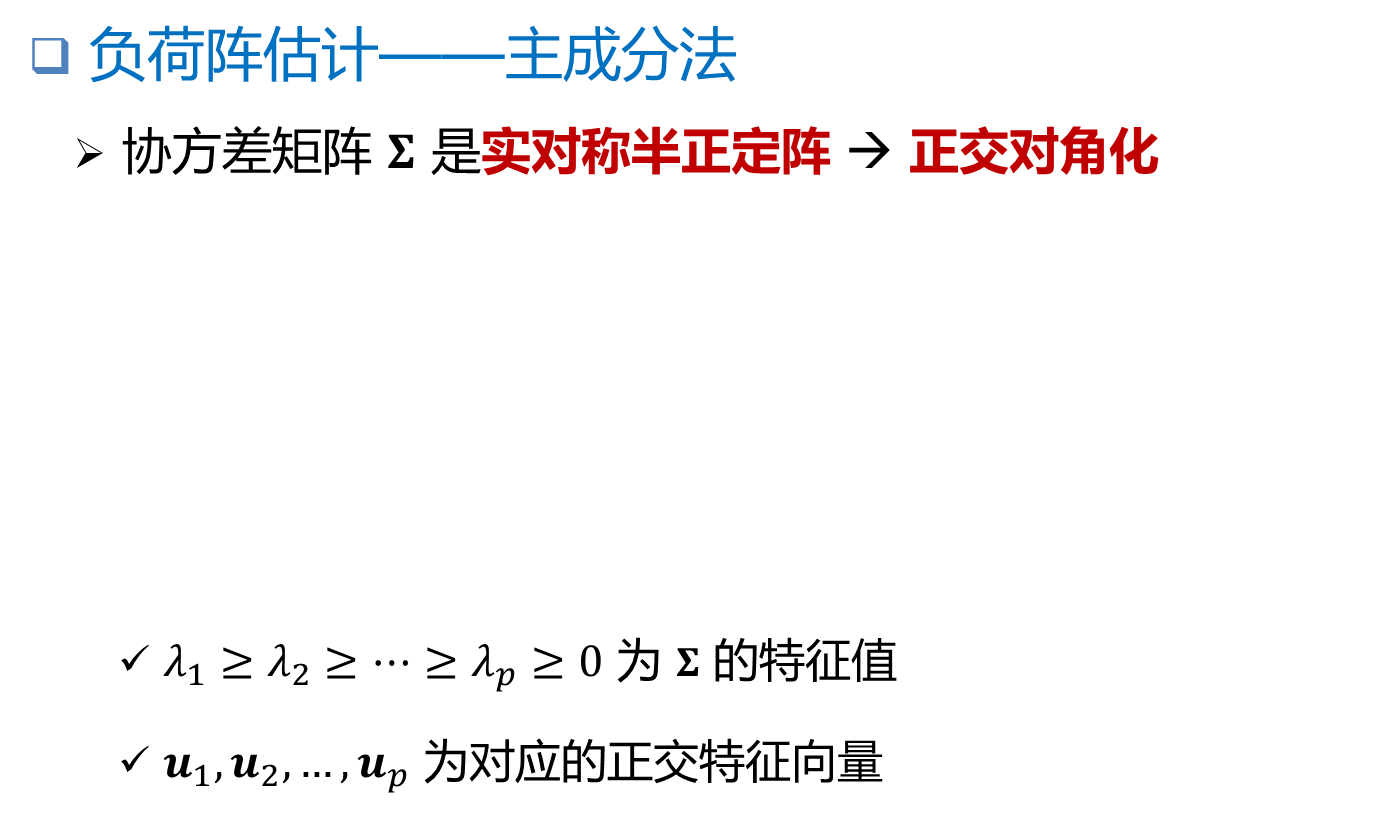 ❑ 负荷阵估计——主成分法
➢ 协方差矩阵 Σ 是实对称半正定阵 → 正交对角化
✓ λ₁ ≥ λ₂ ≥ ⋯ ≥ λₚ ≥ 0 为 Σ 的特征值
✓ u₁, u₂, … , uₚ 为对应的正交特征向量